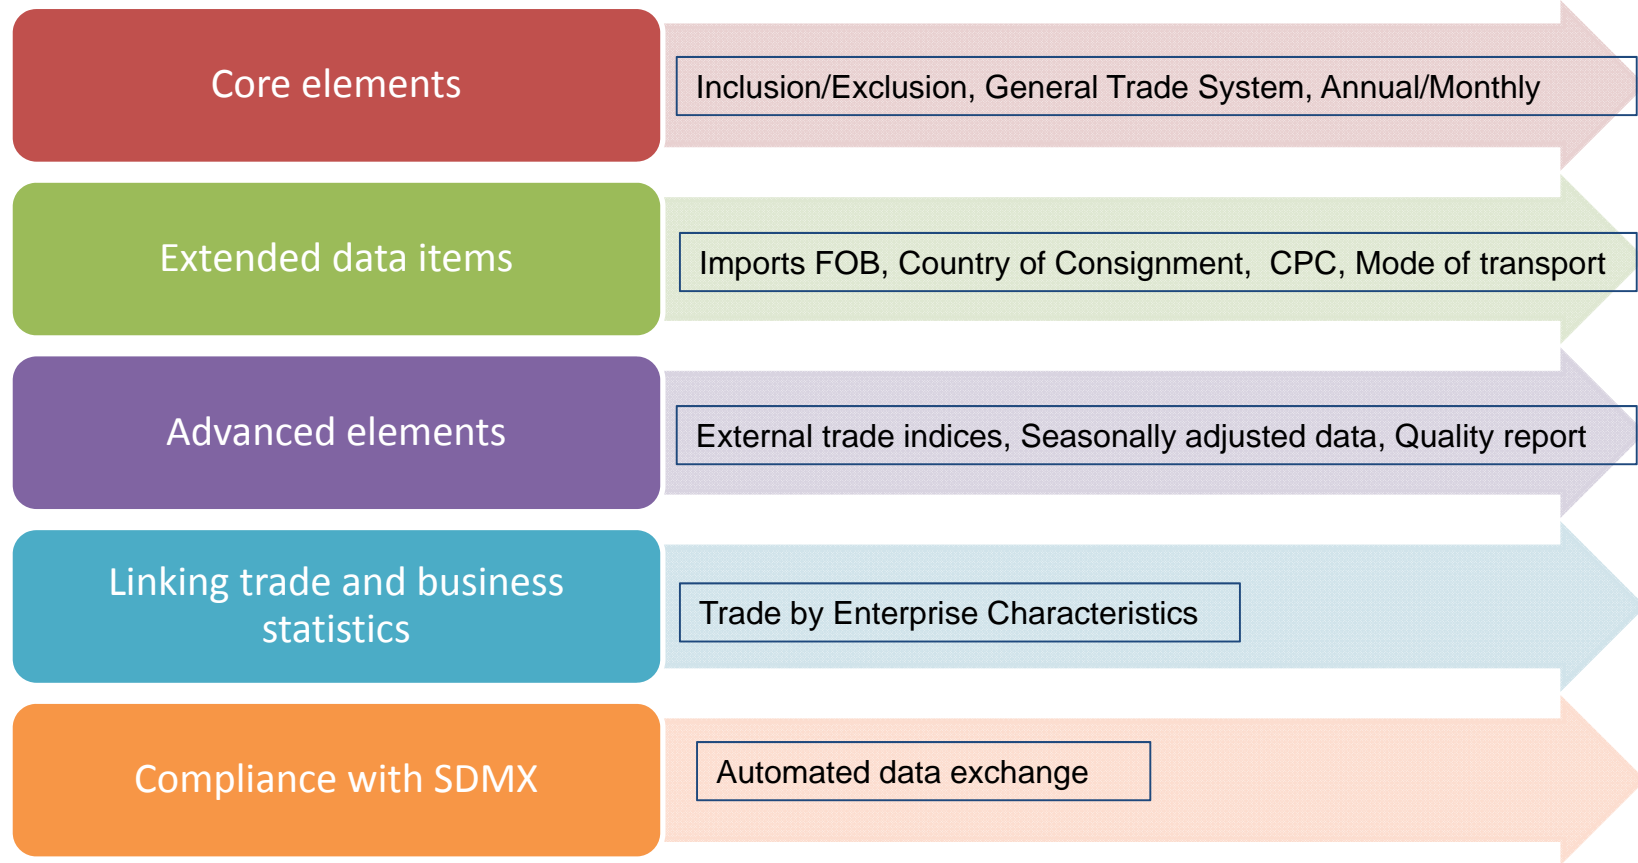 Core elements
Inclusion/Exclusion, General Trade System, Annual/Monthly
Extended data items
Imports FOB, Country of Consignment,  CPC, Mode of transport
Advanced elements
External trade indices, Seasonally adjusted data, Quality report
Linking trade and business
statistics
Trade by Enterprise Characteristics
Compliance with SDMX
Automated data exchange